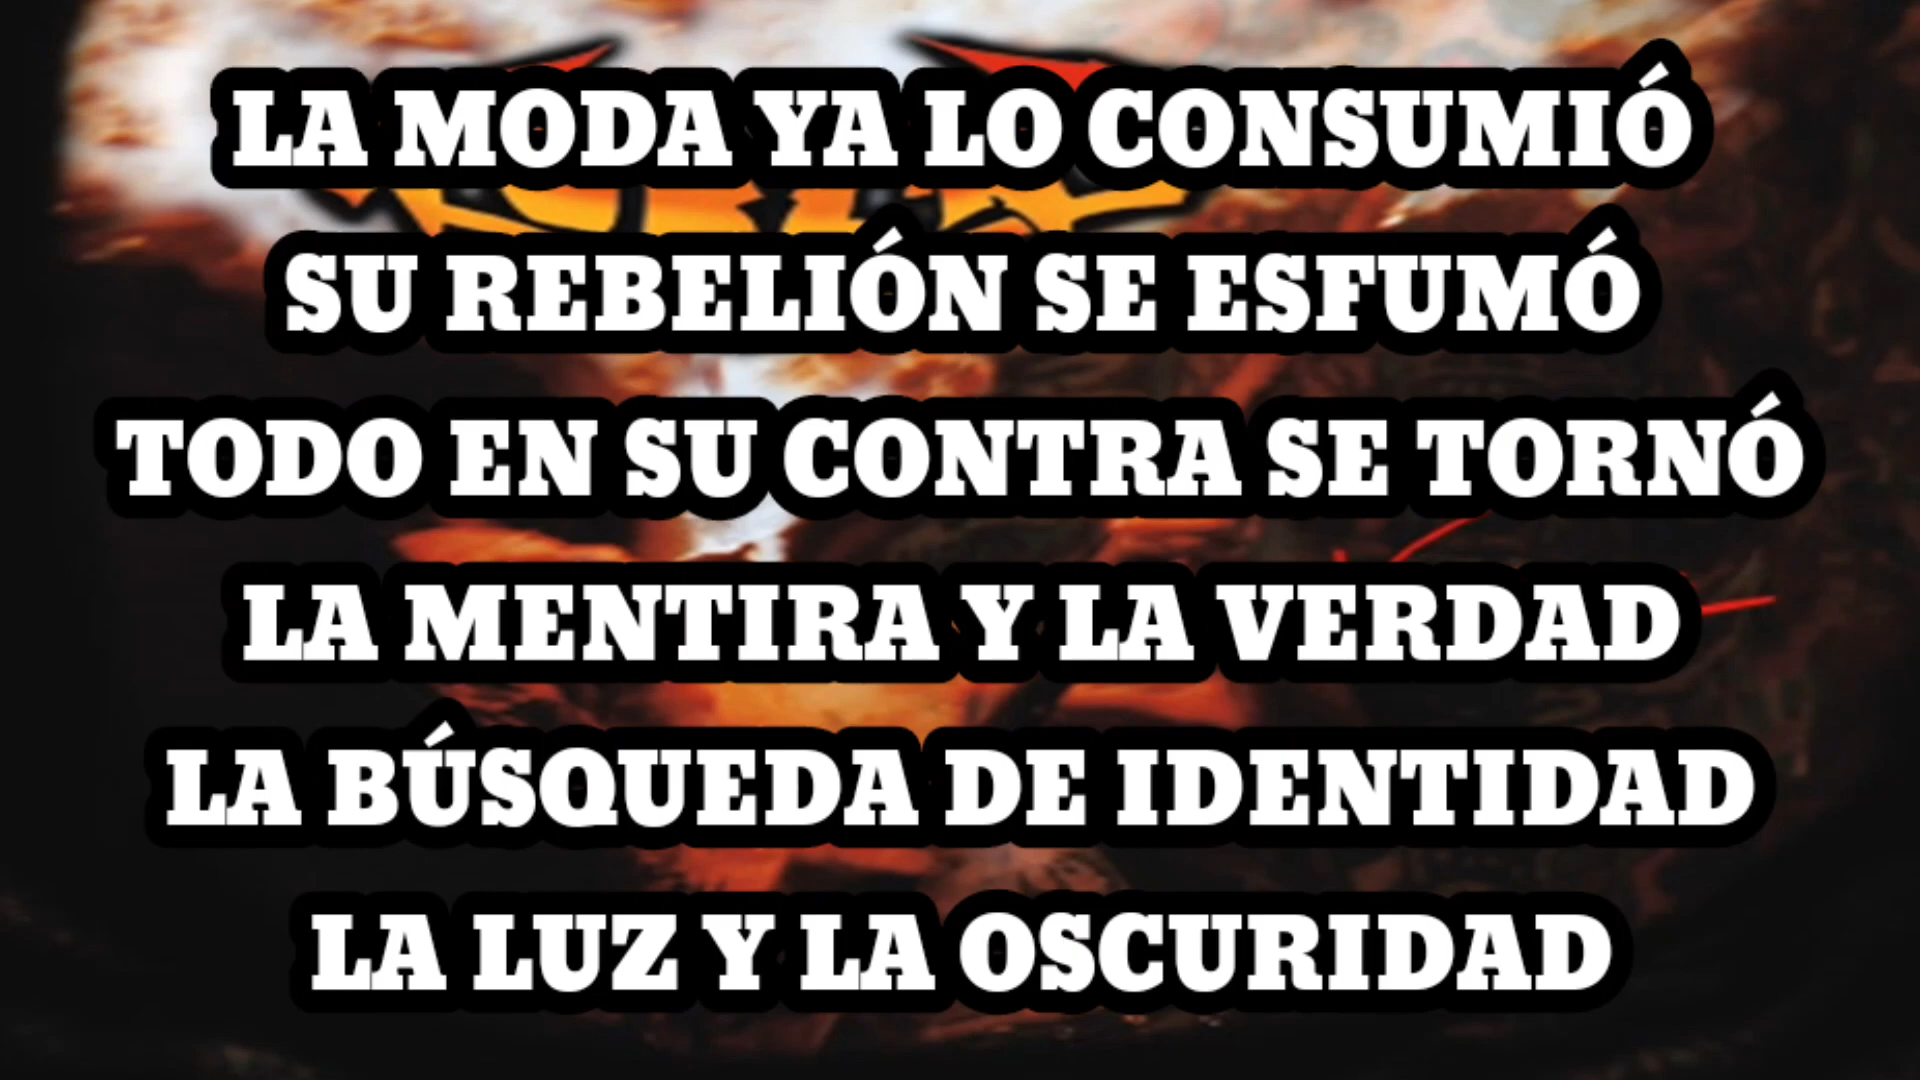 LA MODA YA LO CONSUMIÓ
SU REBELIÓN SE ESFUMÓ
TODO EN SU CONTRA SE TORNÓ
LA MENTIRA Y LA VERDAD
LA BÚSQUEDA DE IDENTIDAD
LA LUZ Y LA OSCURIDAD